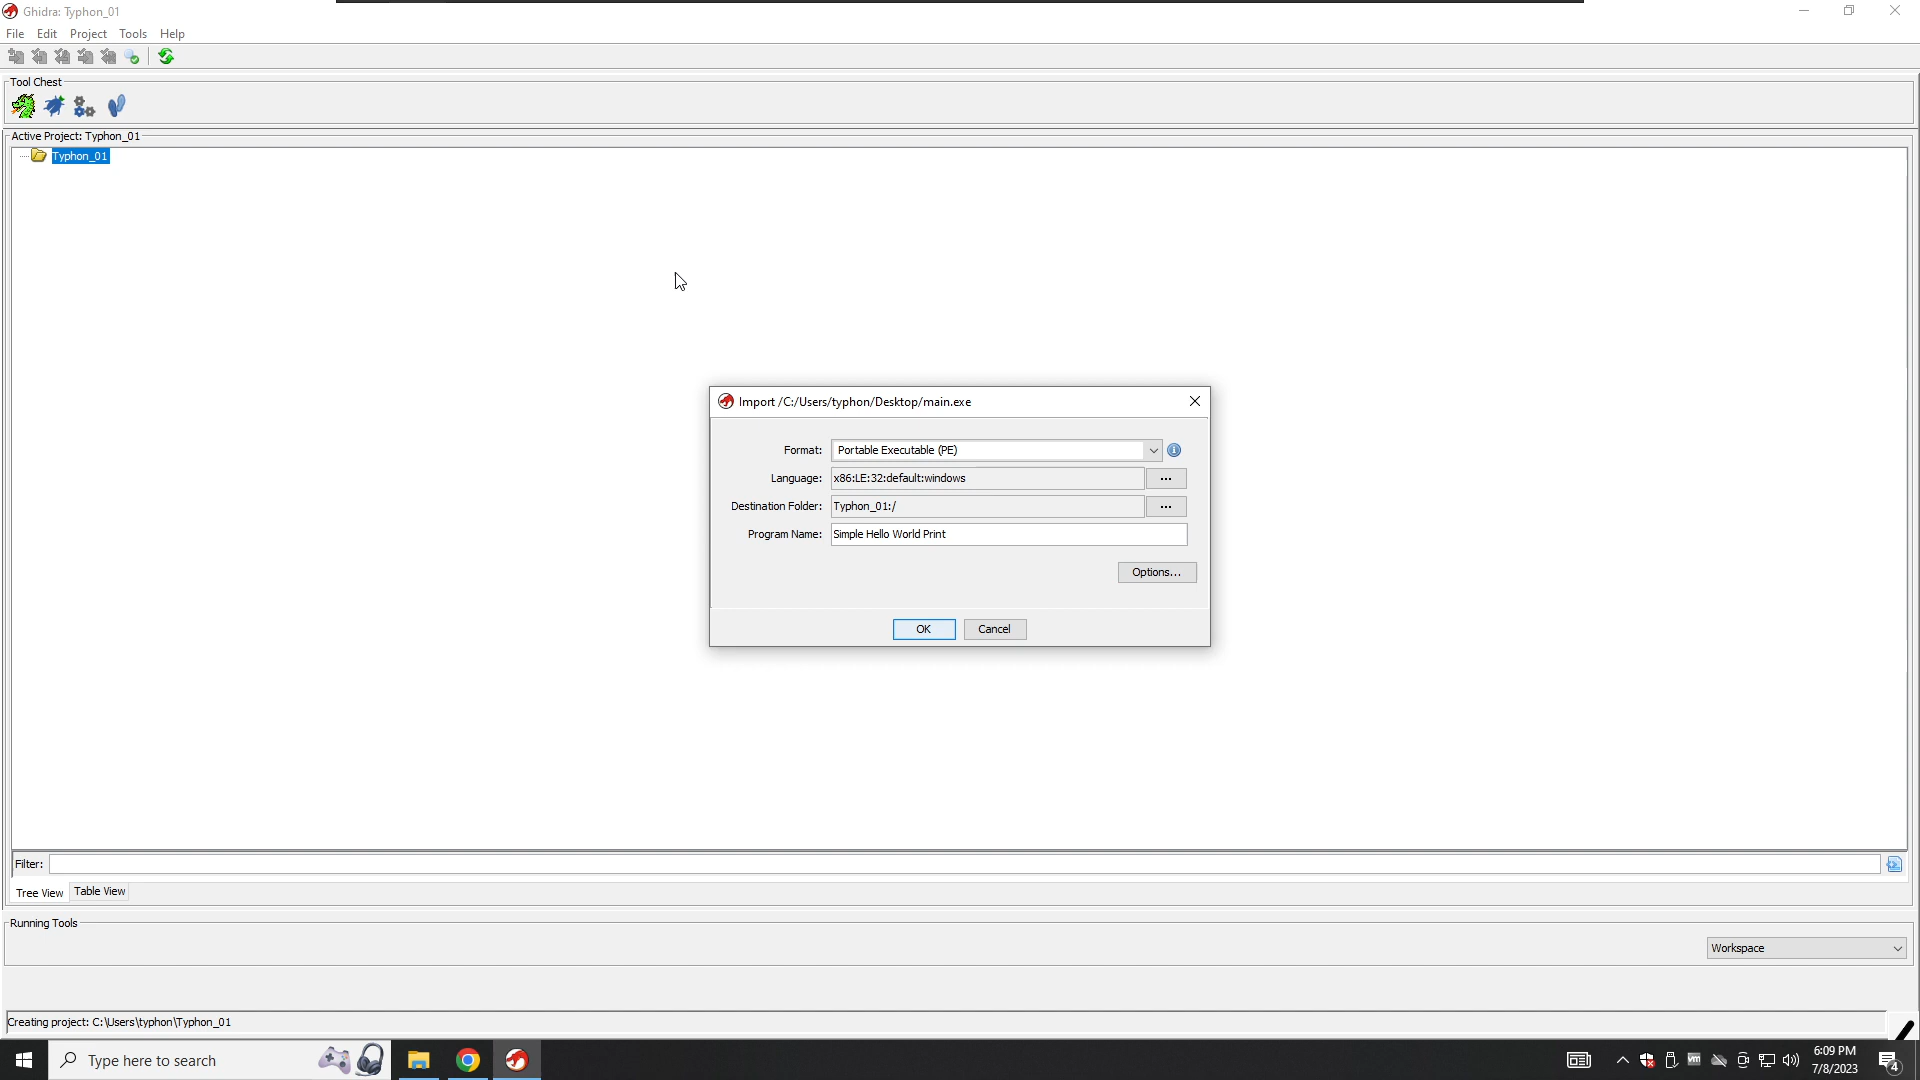 Ghidra: Typhon_01
File Edit Project Tools Help
Tool Chest
Active Project: Typhon_01
Typhon_01
Import /C:/Users/typhon/Desktop/main.exe
Format: Portable Executable (PE)
Language: x86:LE:32:default:windows ...
Destination Folder: Typhon_01:/ ...
Program Name: Simple Hello World Print
Options...
OK Cancel
Filter:
Tree View Table View
Running Tools
Workspace
Creating project: C:\Users\typhon\Typhon_01
Type here to search
vm
6:09 PM
7/8/2023
4